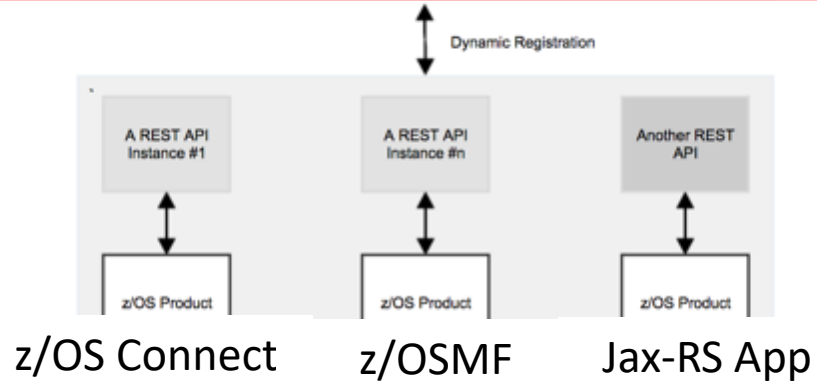 Dynamic Registration
A REST API
Instance #1
A REST API
Instance #n
Another REST
API
z/OS Product
z/OS Product
z/OS Product
z/OS Connect
z/OSMF
Jax-RS App